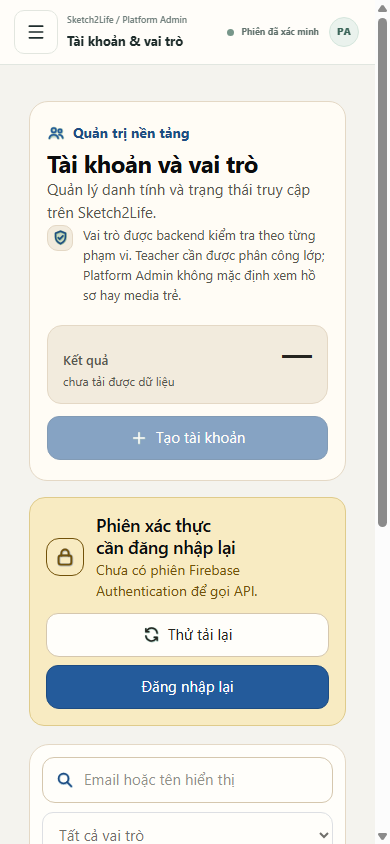 Sketch2Life / Platform Admin
Tài khoản & vai trò
Phiên đã xác minh
PA
Quản trị nền tảng
Tài khoản và vai trò
Quản lý danh tính và trạng thái truy cập
trên Sketch2Life.
Vai trò được backend kiểm tra theo từng
phạm vi. Teacher cần được phân công lớp;
Platform Admin không mặc định xem hồ
sơ hay media trẻ.
Kết quả
—
chưa tải được dữ liệu
Tạo tài khoản
Phiên xác thực
cần đăng nhập lại
Chưa có phiên Firebase
Authentication để gọi API.
Thử tải lại
Đăng nhập lại
Email hoặc tên hiển thị
Tất cả vai trò